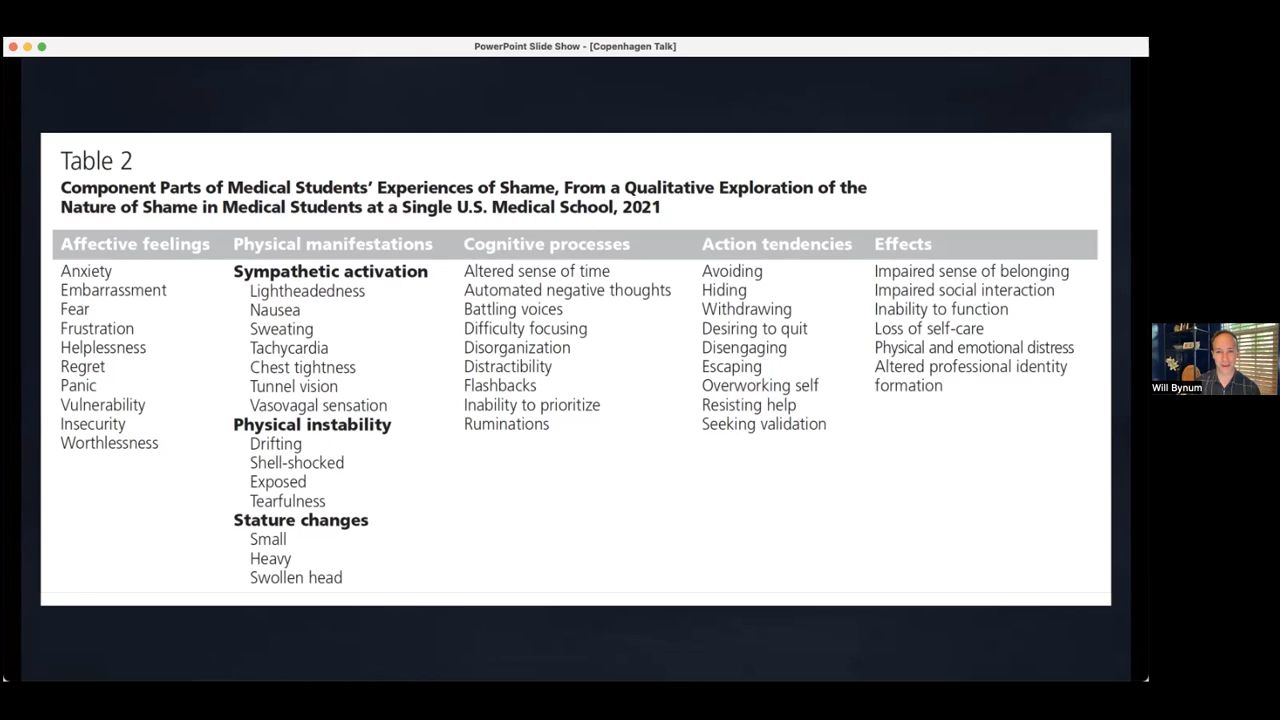 PowerPoint Slide Show - [Copenhagen Talk]
Table 2
Component Parts of Medical Students’ Experiences of Shame, From a Qualitative Exploration of the
Nature of Shame in Medical Students at a Single U.S. Medical School, 2021
Affective feelings
Anxiety
Embarrassment
Fear
Frustration
Helplessness
Regret
Panic
Vulnerability
Insecurity
Worthlessness
Physical manifestations
Sympathetic activation
Lightheadedness
Nausea
Sweating
Tachycardia
Chest tightness
Tunnel vision
Vasovagal sensation
Physical instability
Drifting
Shell-shocked
Exposed
Tearfulness
Stature changes
Small
Heavy
Swollen head
Cognitive processes
Altered sense of time
Automated negative thoughts
Battling voices
Difficulty focusing
Disorganization
Distractibility
Flashbacks
Inability to prioritize
Ruminations
Action tendencies
Avoiding
Hiding
Withdrawing
Desiring to quit
Disengaging
Escaping
Overworking self
Resisting help
Seeking validation
Effects
Impaired sense of belonging
Impaired social interaction
Inability to function
Loss of self-care
Physical and emotional distress
Altered professional identity
formation
Will Bynum